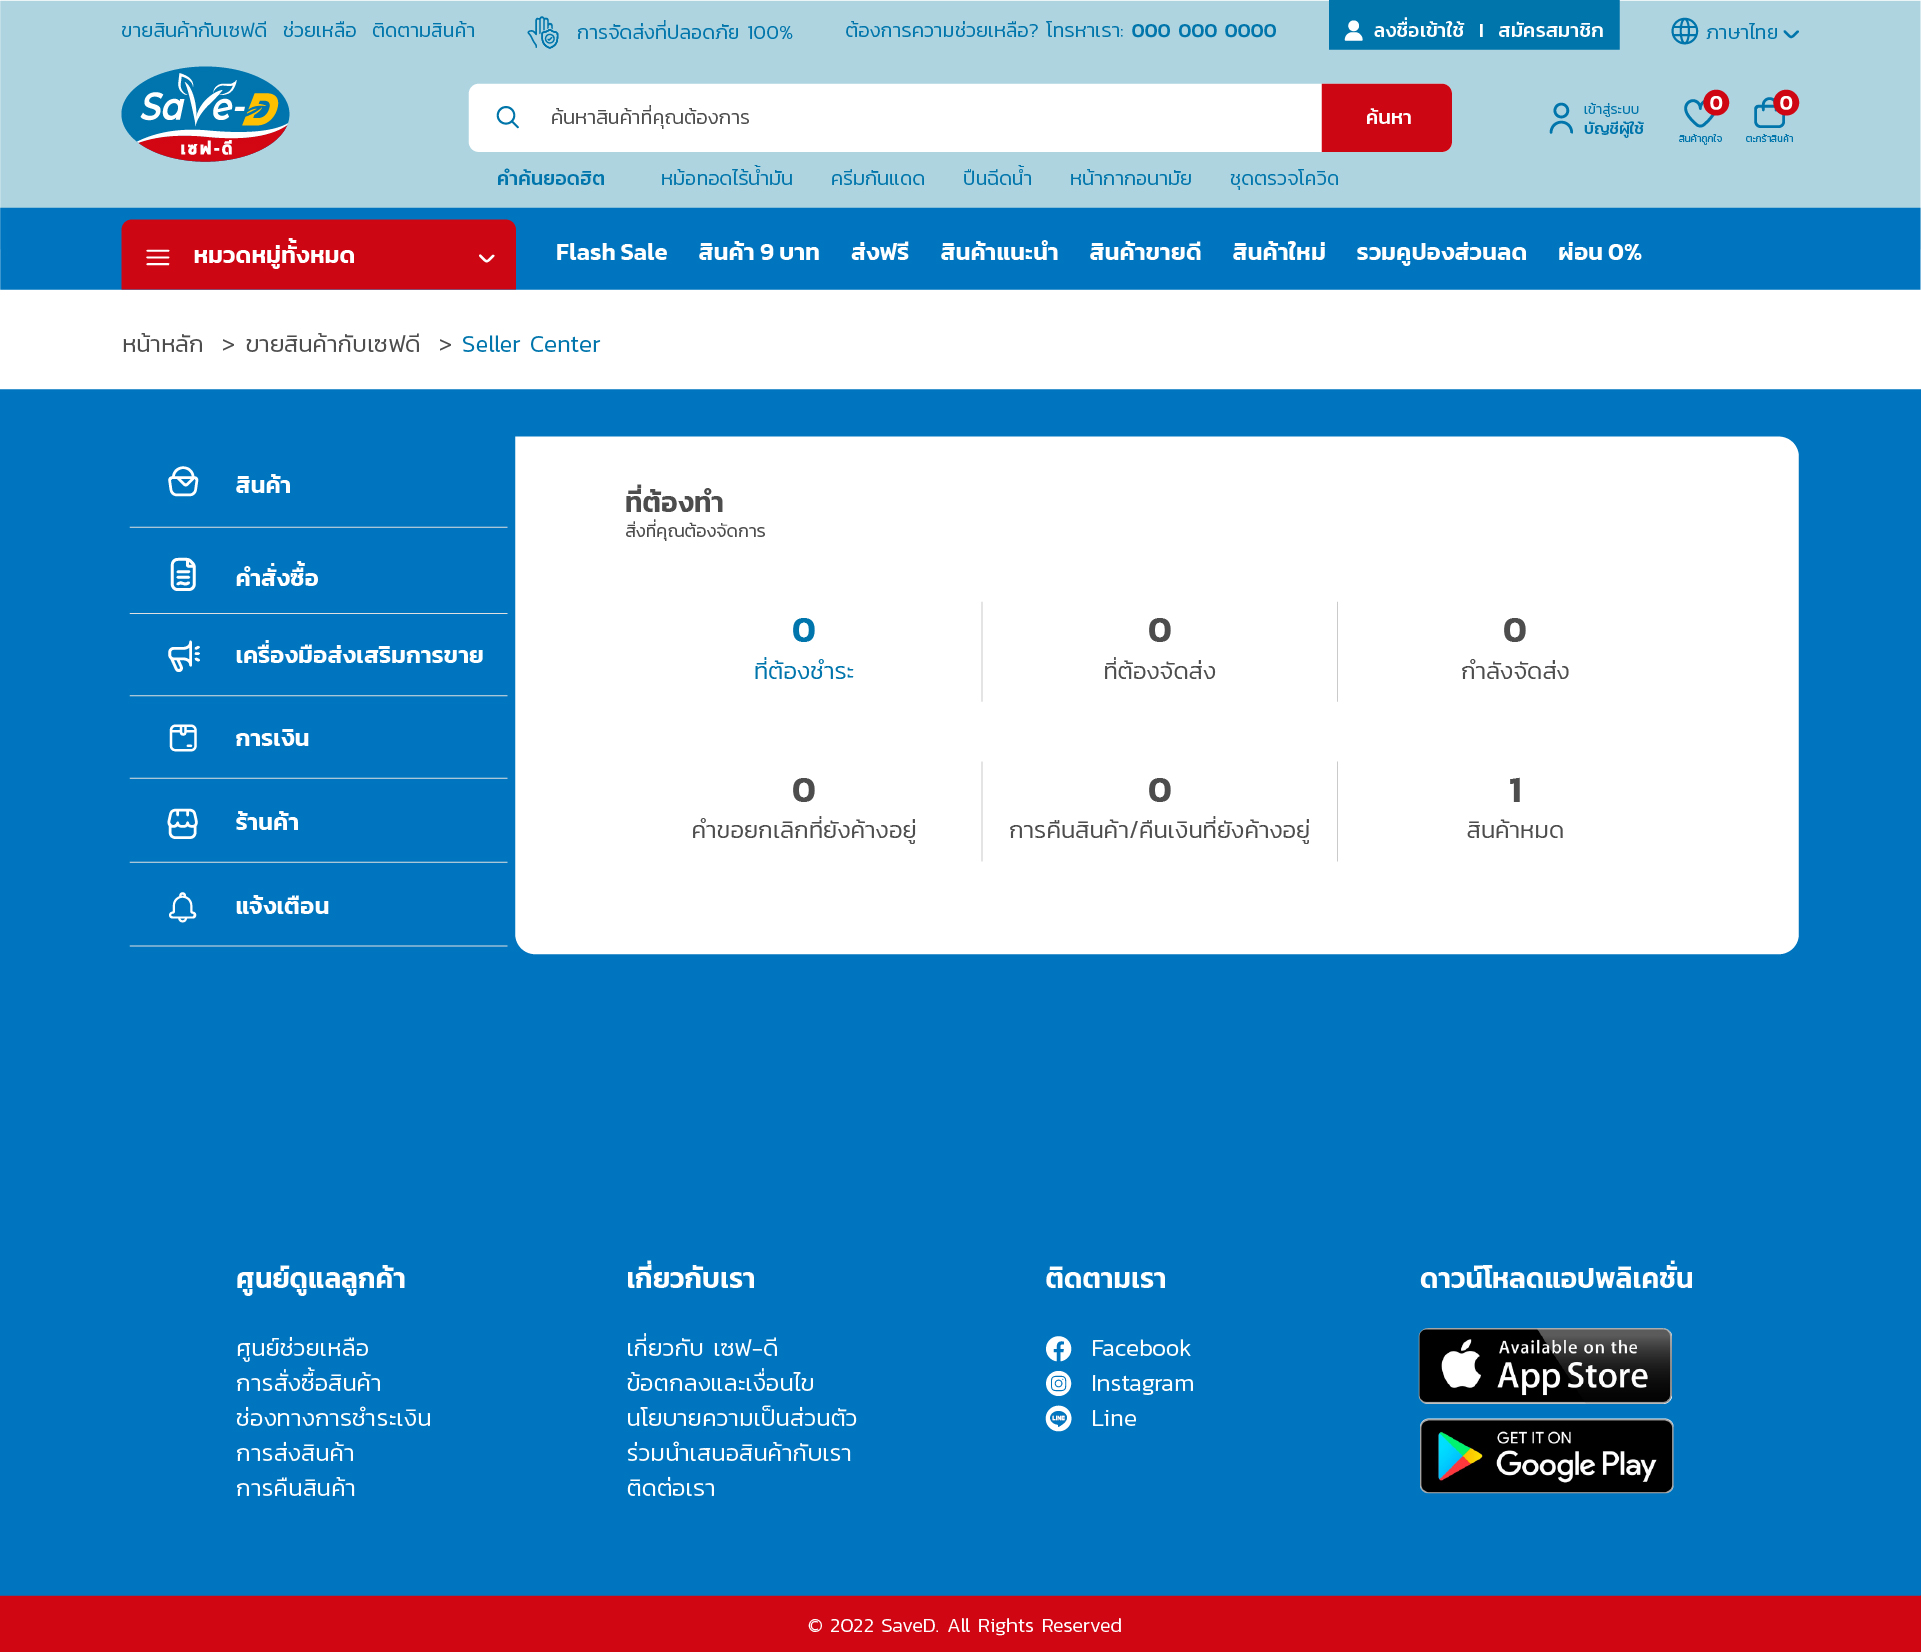 ขายสินค้ากับเซฟดี ช่วยเหลือ ติดตามสินค้า
การจัดส่งที่ปลอดภัย 100%
ต้องการความช่วยเหลือ? โทรหาเรา: 000 000 0000
ลงชื่อเข้าใช้ I สมัครสมาชิก
ภาษาไทย
SaVe-D
เซฟ-ดี
ค้นหาสินค้าที่คุณต้องการ
ค้นหา
เข้าสู่ระบบ
บัญชีผู้ใช้
0
สินค้าถูกใจ
0
ตะกร้าสินค้า
คำค้นยอดฮิต หม้อทอดไร้น้ำมัน ครีมกันแดด ปืนฉีดน้ำ หน้ากากอนามัย ชุดตรวจโควิด
หมวดหมู่ทั้งหมด
Flash Sale สินค้า 9 บาท ส่งฟรี สินค้าแนะนำ สินค้าขายดี สินค้าใหม่ รวมคูปองส่วนลด ผ่อน 0%
หน้าหลัก > ขายสินค้ากับเซฟดี > Seller Center
สินค้า
คำสั่งซื้อ
เครื่องมือส่งเสริมการขาย
การเงิน
ร้านค้า
แจ้งเตือน
ที่ต้องทำ
สิ่งที่คุณต้องจัดการ
0
ที่ต้องชำระ
0
ที่ต้องจัดส่ง
0
กำลังจัดส่ง
0
คำขอยกเลิกที่ยังค้างอยู่
0
การคืนสินค้า/คืนเงินที่ยังค้างอยู่
1
สินค้าหมด
ศูนย์ดูแลลูกค้า
ศูนย์ช่วยเหลือ
การสั่งซื้อสินค้า
ช่องทางการชำระเงิน
การส่งสินค้า
การคืนสินค้า
เกี่ยวกับเรา
เกี่ยวกับ เซฟ-ดี
ข้อตกลงและเงื่อนไข
นโยบายความเป็นส่วนตัว
ร่วมนำเสนอสินค้ากับเรา
ติดต่อเรา
ติดตามเรา
Facebook
Instagram
LINE
Line
ดาวน์โหลดแอปพลิเคชั่น
Available on the
App Store
GET IT ON
Google Play
© 2022 SaveD. All Rights Reserved